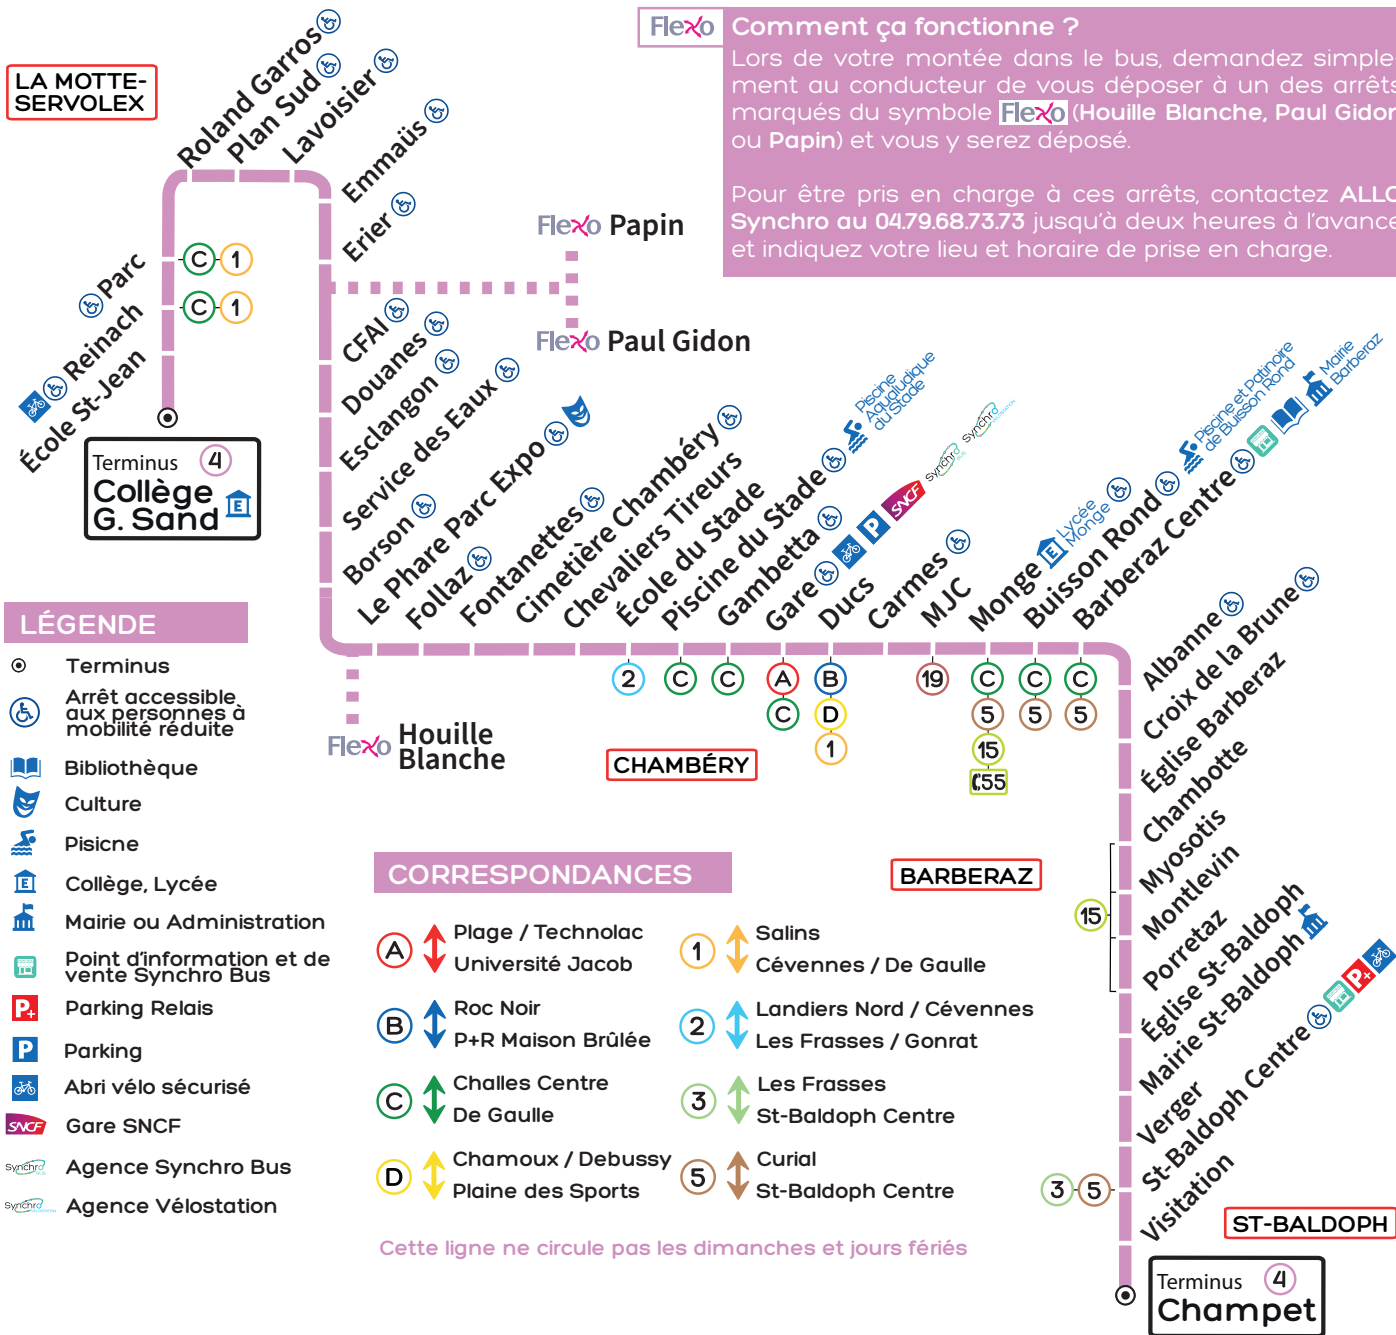 Flexo
Comment ça fonctionne ?
Lors de votre montée dans le bus, demandez simple-
ment au conducteur de vous déposer à un des arrêts
marqués du symbole Flexo (Houille Blanche, Paul Gidon
ou Papin) et vous y serez déposé.
Pour être pris en charge à ces arrêts, contactez ALLO
Synchro au 04.79.68.73.73 jusqu'à deux heures à l'avance
et indiquez votre lieu et horaire de prise en charge.
LA MOTTE-
SERVOLEX
Roland Garros
Plan Sud
Lavoisier
Emmaüs
Erier
Parc
C 1
Reinach
C 1
École St-Jean
Terminus 4
Collège
G. Sand
E
Flexo Papin
Flexo Paul Gidon
CFAI
Douanes
Esclangon
Service des Eaux
Borson
Le Phare Parc Expo
Follaz
Fontanettes
Cimetière Chambéry
Chevaliers Tireurs
École du Stade
Piscine du Stade
Piscine
Aqualudique
du Stade
Gambetta
Gare
P
SNCF
Synchro BUS
Synchro VÉLOSTATION
Ducs
Carmes
MJC
Monge
E
Lycée
Monge
Buisson Rond
Piscine et Patinoire
de Buisson Rond
Barberaz Centre
Mairie
Barberaz
2
C
C
A
C
B
D
1
19
C
5
15
55
C
5
C
5
Flexo Houille
Blanche
CHAMBÉRY
Albanne
Croix de la Brune
Église Barberaz
Chambotte
Myosotis
Montlevin
Porretaz
Église St-Baldoph
Mairie St-Baldoph
Verger
St-Baldoph Centre
P+
Visitation
BARBERAZ
15
3 5
ST-BALDOPH
Terminus 4
Champet
LÉGENDE
Terminus
Arrêt accessible
aux personnes à
mobilité réduite
Bibliothèque
Culture
Pisicne
E Collège, Lycée
Mairie ou Administration
Point d'information et de
vente Synchro Bus
P+ Parking Relais
P Parking
Abri vélo sécurisé
SNCF Gare SNCF
Synchro Agence Synchro Bus
Synchro Agence Vélostation
CORRESPONDANCES
A
Plage / Technolac
Université Jacob
B
Roc Noir
P+R Maison Brûlée
C
Challes Centre
De Gaulle
D
Chamoux / Debussy
Plaine des Sports
1
Salins
Cévennes / De Gaulle
2
Landiers Nord / Cévennes
Les Frasses / Gonrat
3
Les Frasses
St-Baldoph Centre
5
Curial
St-Baldoph Centre
Cette ligne ne circule pas les dimanches et jours fériés